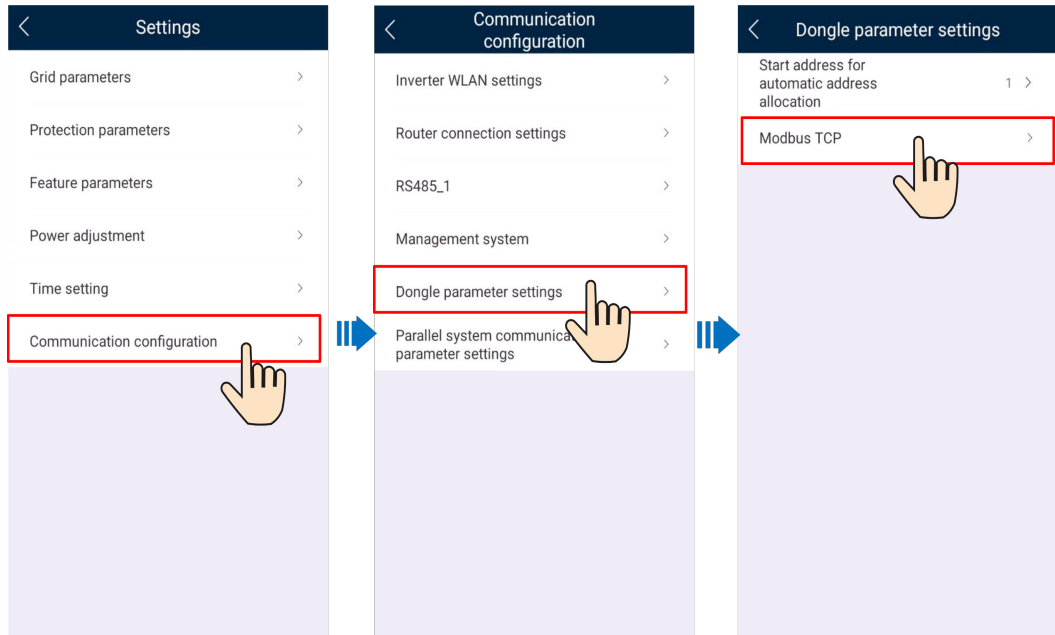 Settings
Grid parameters
Protection parameters
Feature parameters
Power adjustment
Time setting
Communication configuration
Communication
configuration
Inverter WLAN settings
Router connection settings
RS485_1
Management system
Dongle parameter settings
Parallel system communica
parameter settings
Dongle parameter settings
Start address for
automatic address
allocation
1
Modbus TCP